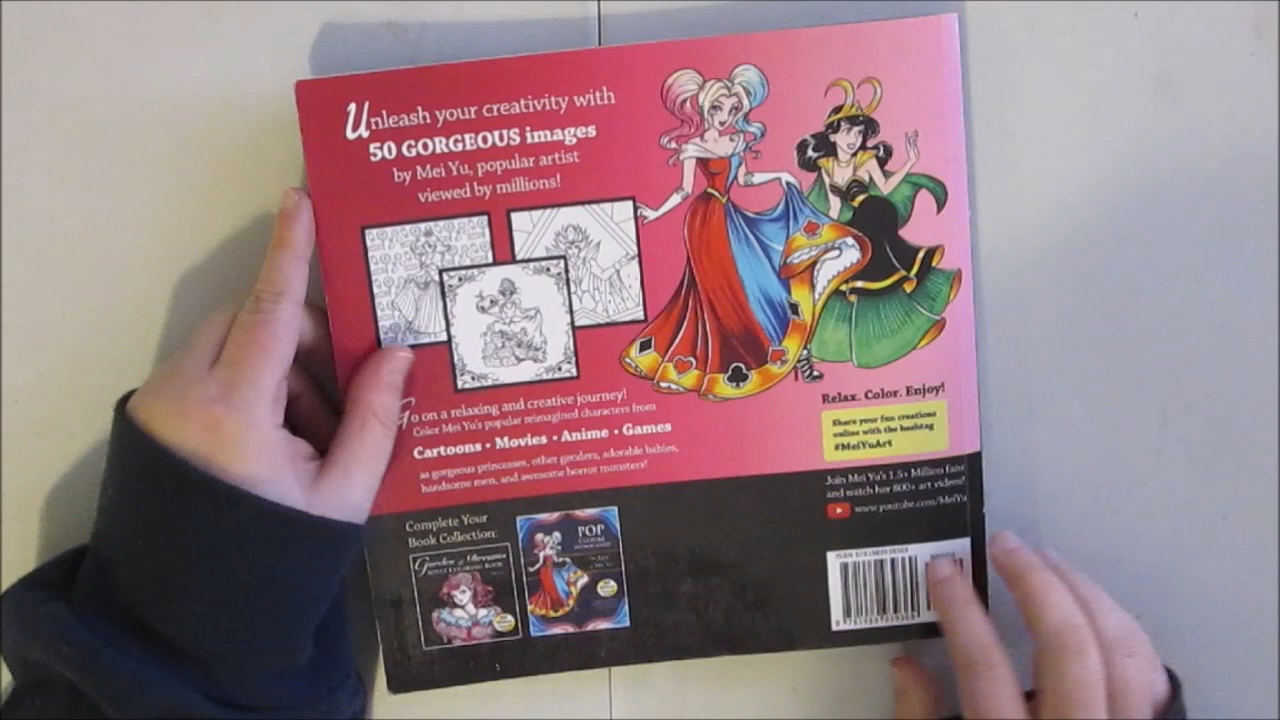 Unleash your creativity with
50 GORGEOUS images
by Mei Yu, popular artist
viewed by millions!
Go on a relaxing and creative journey!
Color Mei Yu's popular reimagined characters from
Cartoons • Movies • Anime • Games
as gorgeous princesses, other genders, adorable babies,
handsome men, and awesome horror monsters!
Relax. Color. Enjoy!
Share your fun creations
online with the hashtag
#MeiYuArt
Join Mei Yu's 1.5+ Million fans
and watch her 800+ art videos!
www.youtube.com/MeiYu
Complete Your
Book Collection:
POP
CULTURE